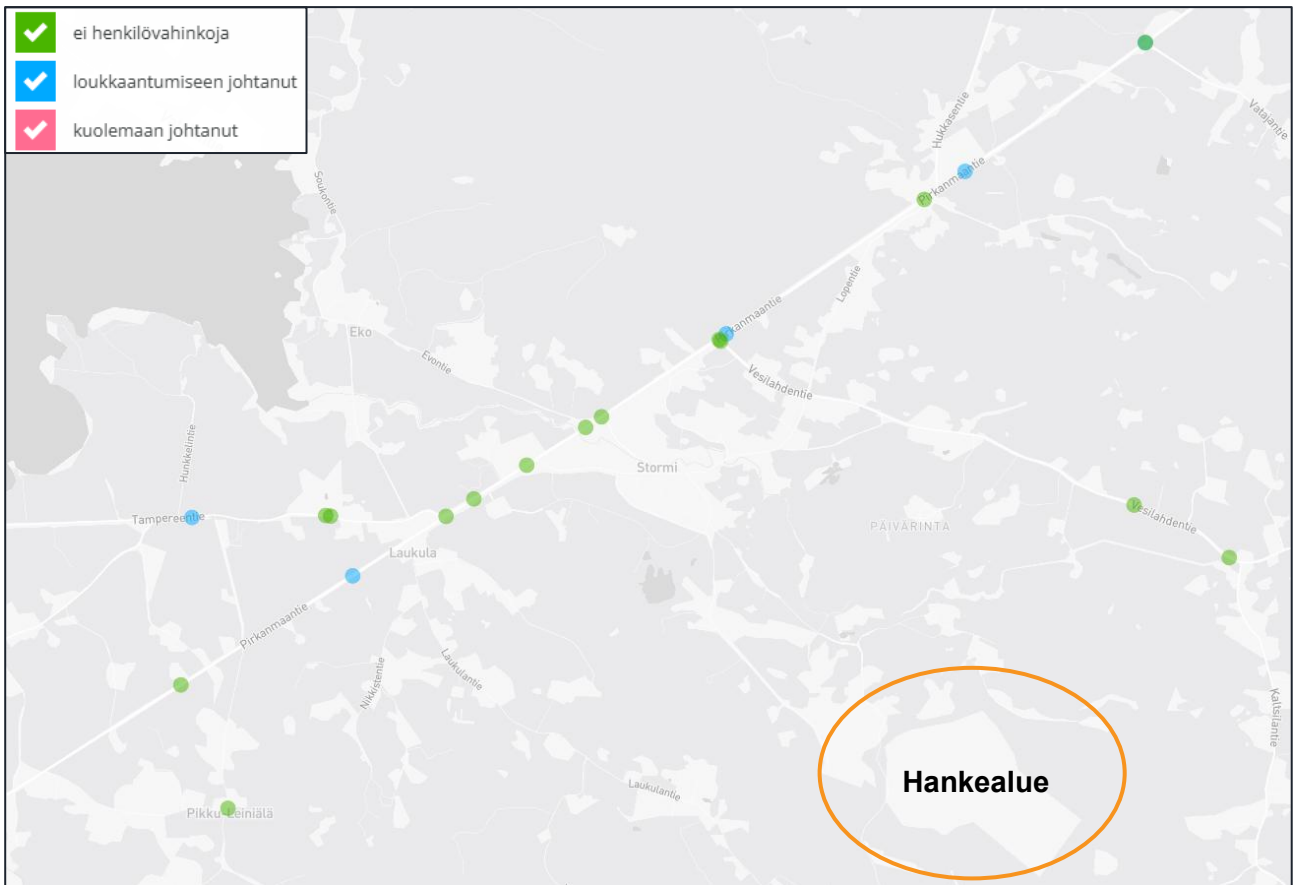 ei henkilövahinkoja
loukkaantumiseen johtanut
kuolemaan johtanut
Hukkasentie
Vatajantie
Pirkanmaantie
Soukontie
Lopentie
Pirkanmaantie
Eko
Evontie
Vesilahdentie
Hunkkelintie
Stormi
Tampereentie
PÄIVÄRINTA
Vesilahdentie
Laukula
Pirkanmaantie
Laukulantie
Nikkistentie
Kaltsilantie
Hankealue
Laukulantie
Pikku-Leiniälä